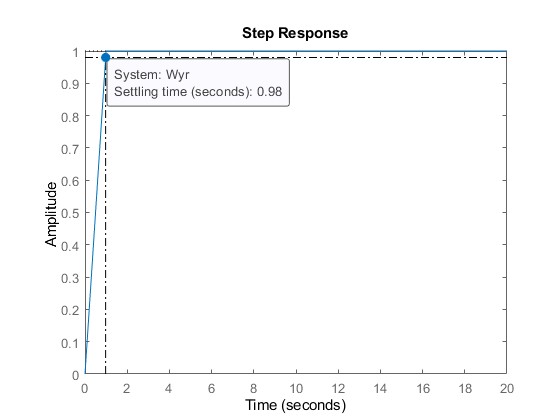 Step Response
1
0.9
0.8
0.7
0.6
0.5
0.4
0.3
0.2
0.1
0
System: Wyr
Settling time (seconds): 0.98
Amplitude
0 2 4 6 8 10 12 14 16 18 20
Time (seconds)